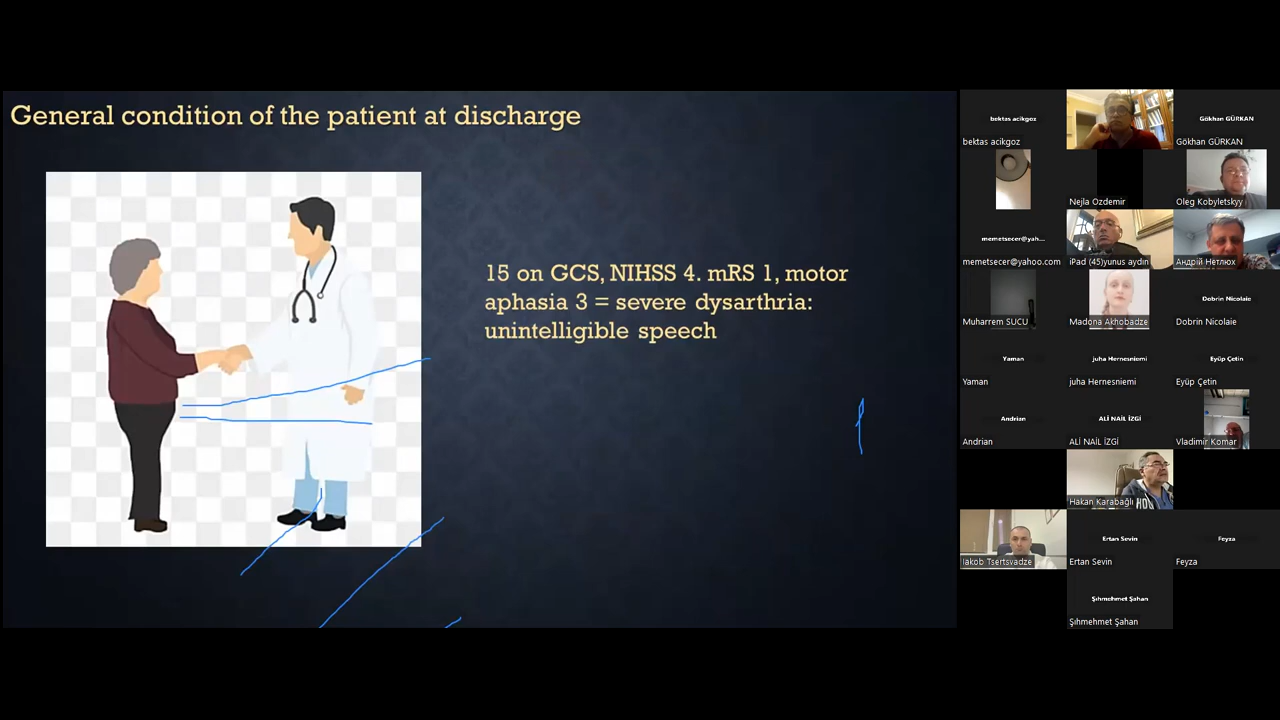 General condition of the patient at discharge
15 on GCS, NIHSS 4. mRS 1, motor
aphasia 3 = severe dysarthria:
unintelligible speech
bektas acikgoz
bektas acikgoz
Gökhan GÜRKAN
Gökhan GÜRKAN
Nejla Ozdemir
Oleg Kobyletskyy
memetsecer@yah...
memetsecer@yahoo.com
iPad (45)yunus aydin
Андрій Нетлюх
Muharrem SUCU
Madona Akhobadze
Dobrin Nicolaie
Dobrin Nicolaie
Yaman
Yaman
juha Hernesniemi
juha Hernesniemi
Eyüp Çetin
Eyüp Çetin
Andrian
Andrian
ALİ NAİL İZGİ
ALİ NAİL İZGİ
Vladimir Komar
Hakan Karabağlı
Iakob Tsertsvadze
Ertan Sevin
Ertan Sevin
Feyza
Feyza
Şıhmehmet Şahan
Şıhmehmet Şahan